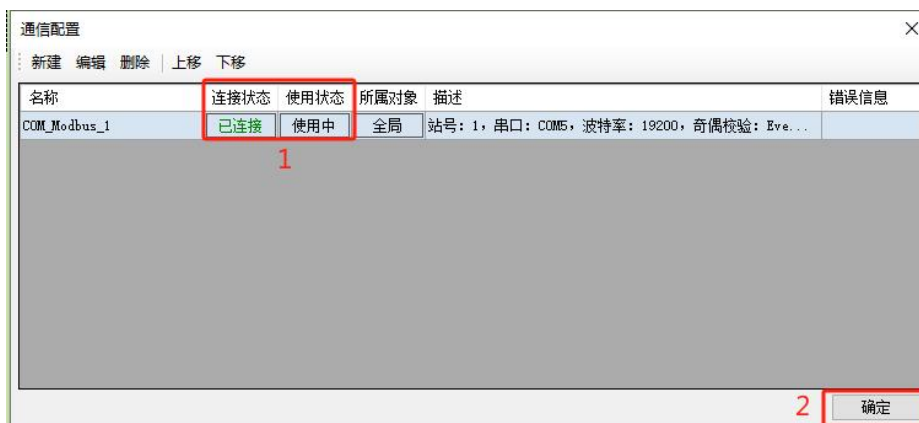 通信配置
新建 编辑 删除 上移 下移
名称 连接状态 使用状态 所属对象 描述 错误信息
COM_Modbus_1 已连接 使用中 全局 站号: 1, 串口: COM5, 波特率: 19200, 奇偶校验: Eve...
1
2 确定